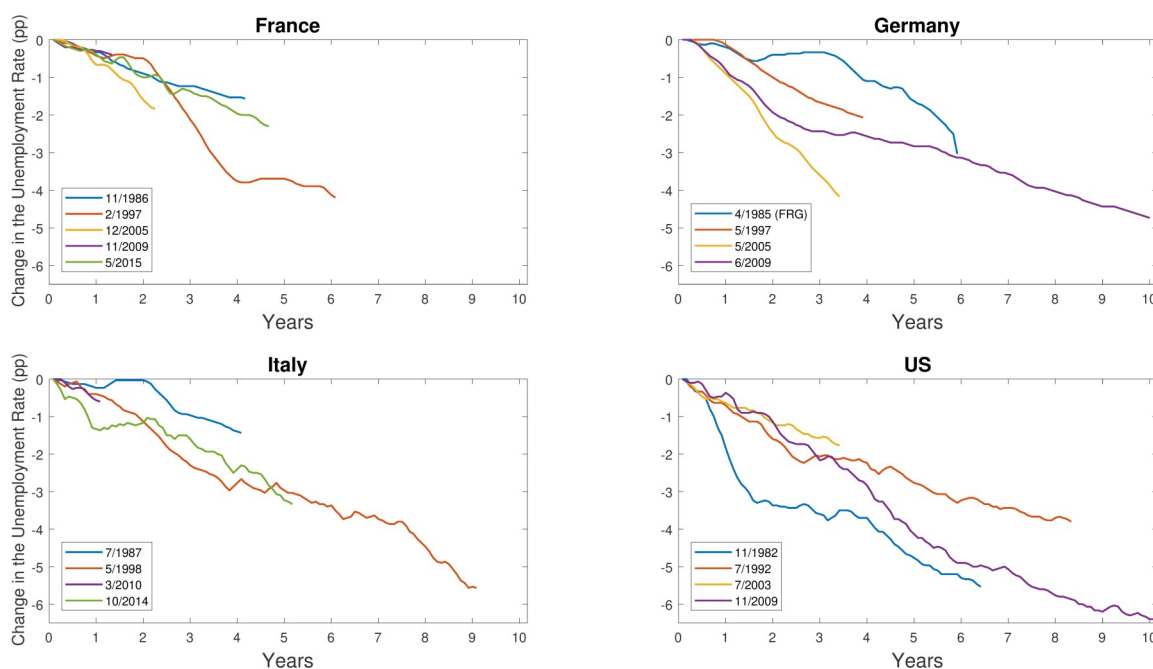 France
Change in the Unemployment Rate (pp)
0
-1
-2
-3
-4
-5
-6
11/1986
2/1997
12/2005
11/2009
5/2015
0 1 2 3 4 5 6 7 8 9 10
Years
Germany
0
-1
-2
-3
-4
-5
-6
4/1985 (FRG)
5/1997
5/2005
6/2009
0 1 2 3 4 5 6 7 8 9 10
Years
Italy
Change in the Unemployment Rate (pp)
0
-1
-2
-3
-4
-5
-6
7/1987
5/1998
3/2010
10/2014
0 1 2 3 4 5 6 7 8 9 10
Years
US
0
-1
-2
-3
-4
-5
-6
11/1982
7/1992
7/2003
11/2009
0 1 2 3 4 5 6 7 8 9 10
Years